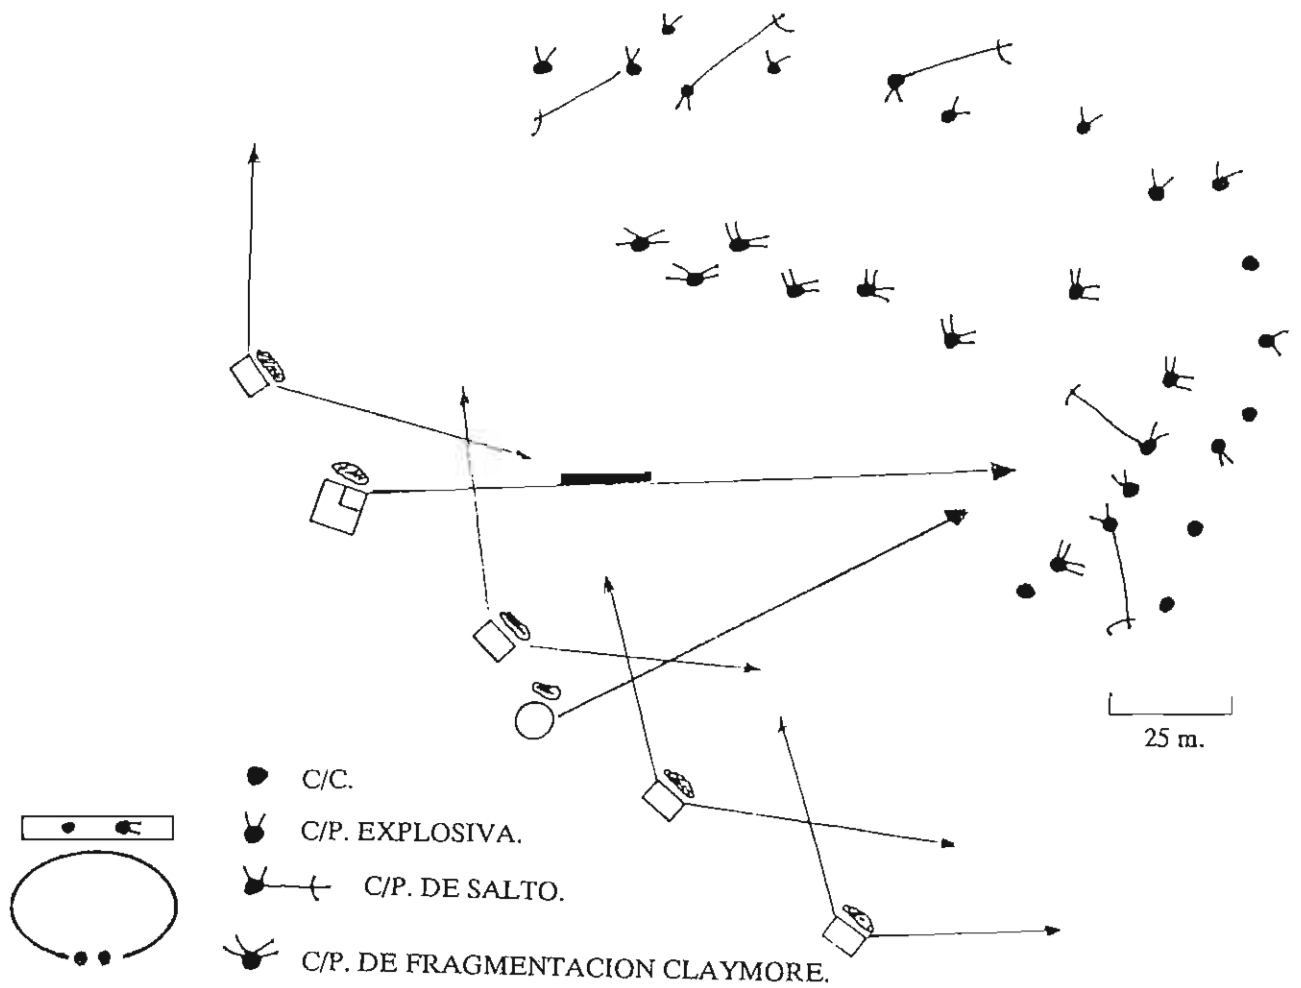 25 m.
C/C.
C/P. EXPLOSIVA.
C/P. DE SALTO.
C/P. DE FRAGMENTACION CLAYMORE.